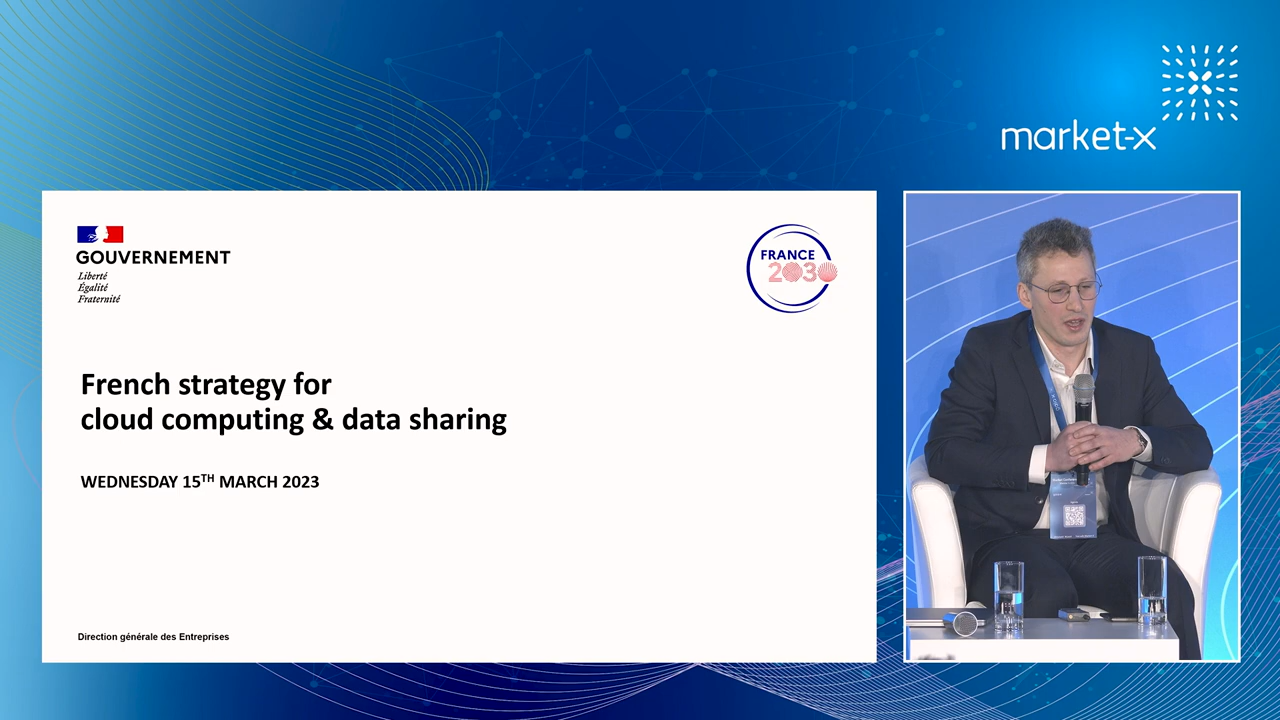 market-x
GOUVERNEMENT
Liberté
Égalité
Fraternité
FRANCE
2030
French strategy for
cloud computing & data sharing
WEDNESDAY 15TH MARCH 2023
Direction générale des Entreprises